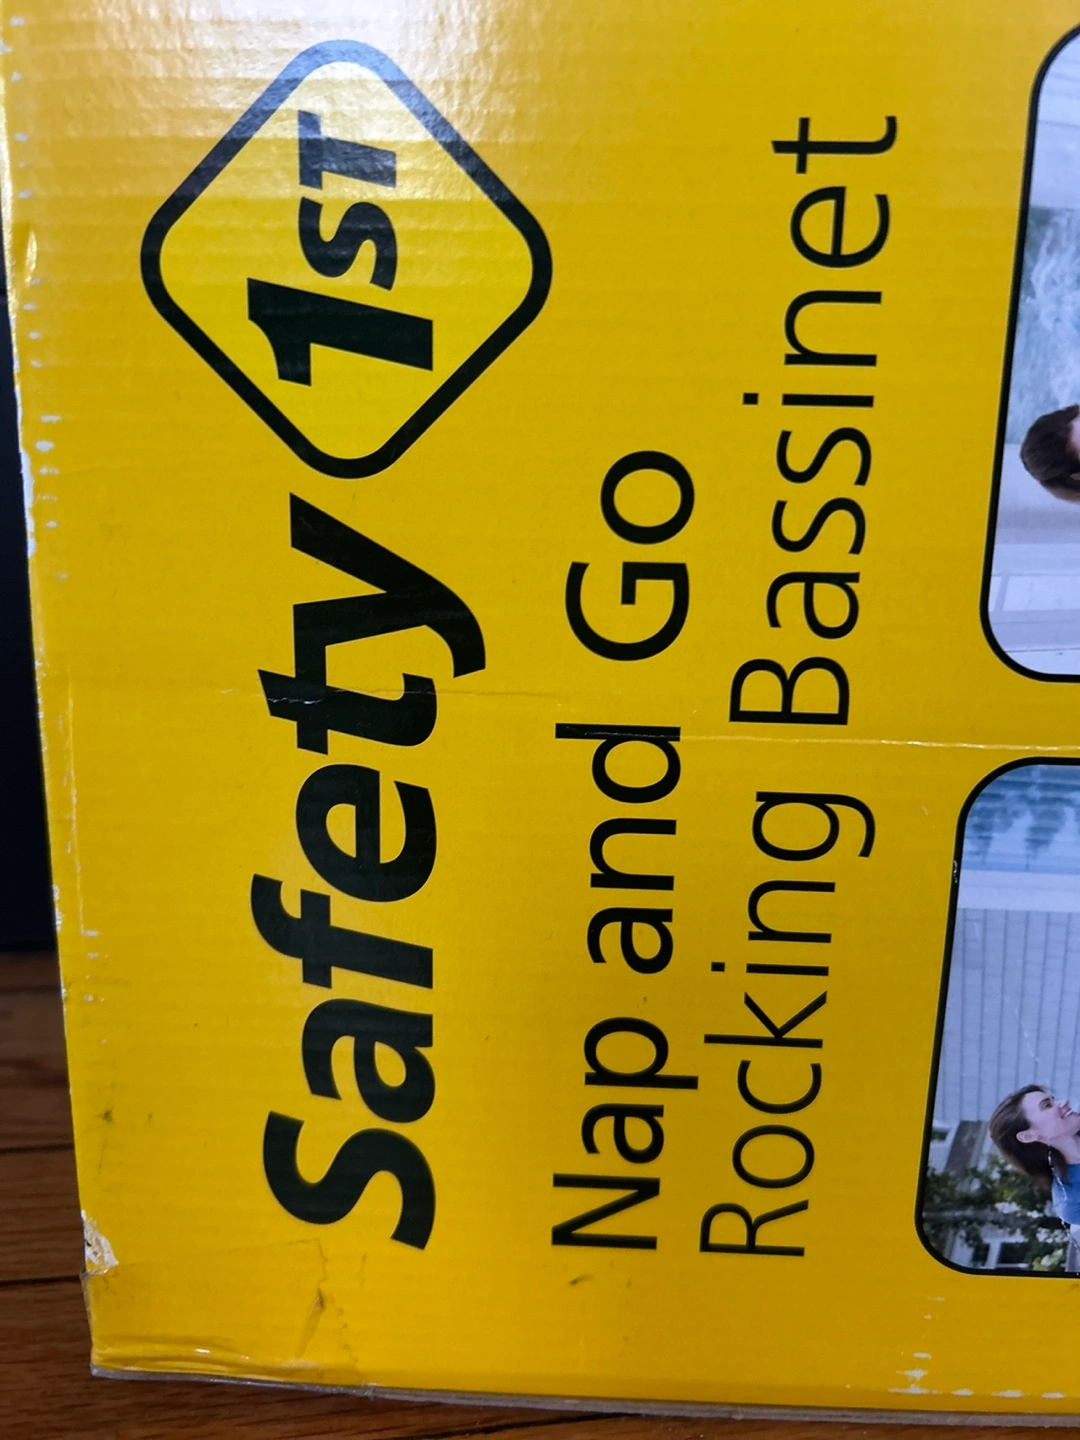 Safety 1ST
Nap and Go
Rocking Bassinet